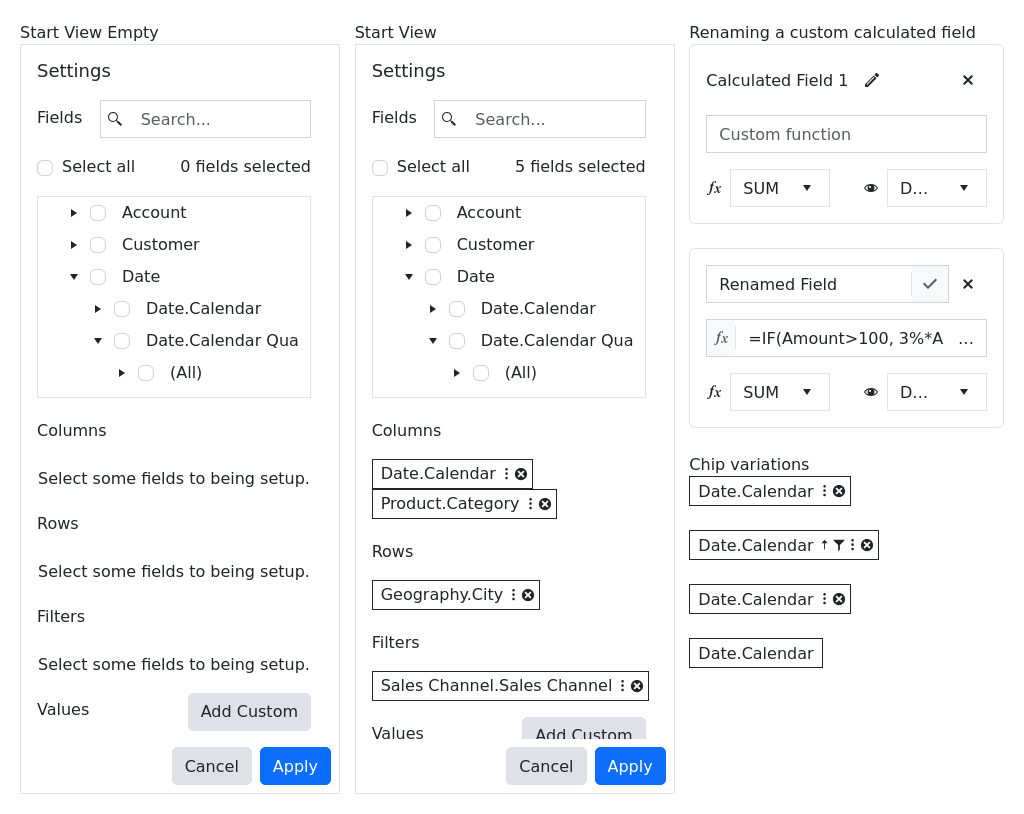 Start View Empty
Settings
Fields
Search...
Select all
0 fields selected
Account
Customer
Date
Date.Calendar
Date.Calendar Qua
(All)
Columns
Select some fields to being setup.
Rows
Select some fields to being setup.
Filters
Select some fields to being setup.
Values
Add Custom
Cancel
Apply
Start View
Settings
Fields
Search...
Select all
5 fields selected
Account
Customer
Date
Date.Calendar
Date.Calendar Qua
(All)
Columns
Date.Calendar
Product.Category
Rows
Geography.City
Filters
Sales Channel.Sales Channel
Values
Add Custom
Cancel
Apply
Renaming a custom calculated field
Calculated Field 1
Custom function
fx SUM D...
Renamed Field
fx =IF(Amount>100, 3%*A ...
fx SUM D...
Chip variations
Date.Calendar
Date.Calendar
Date.Calendar
Date.Calendar